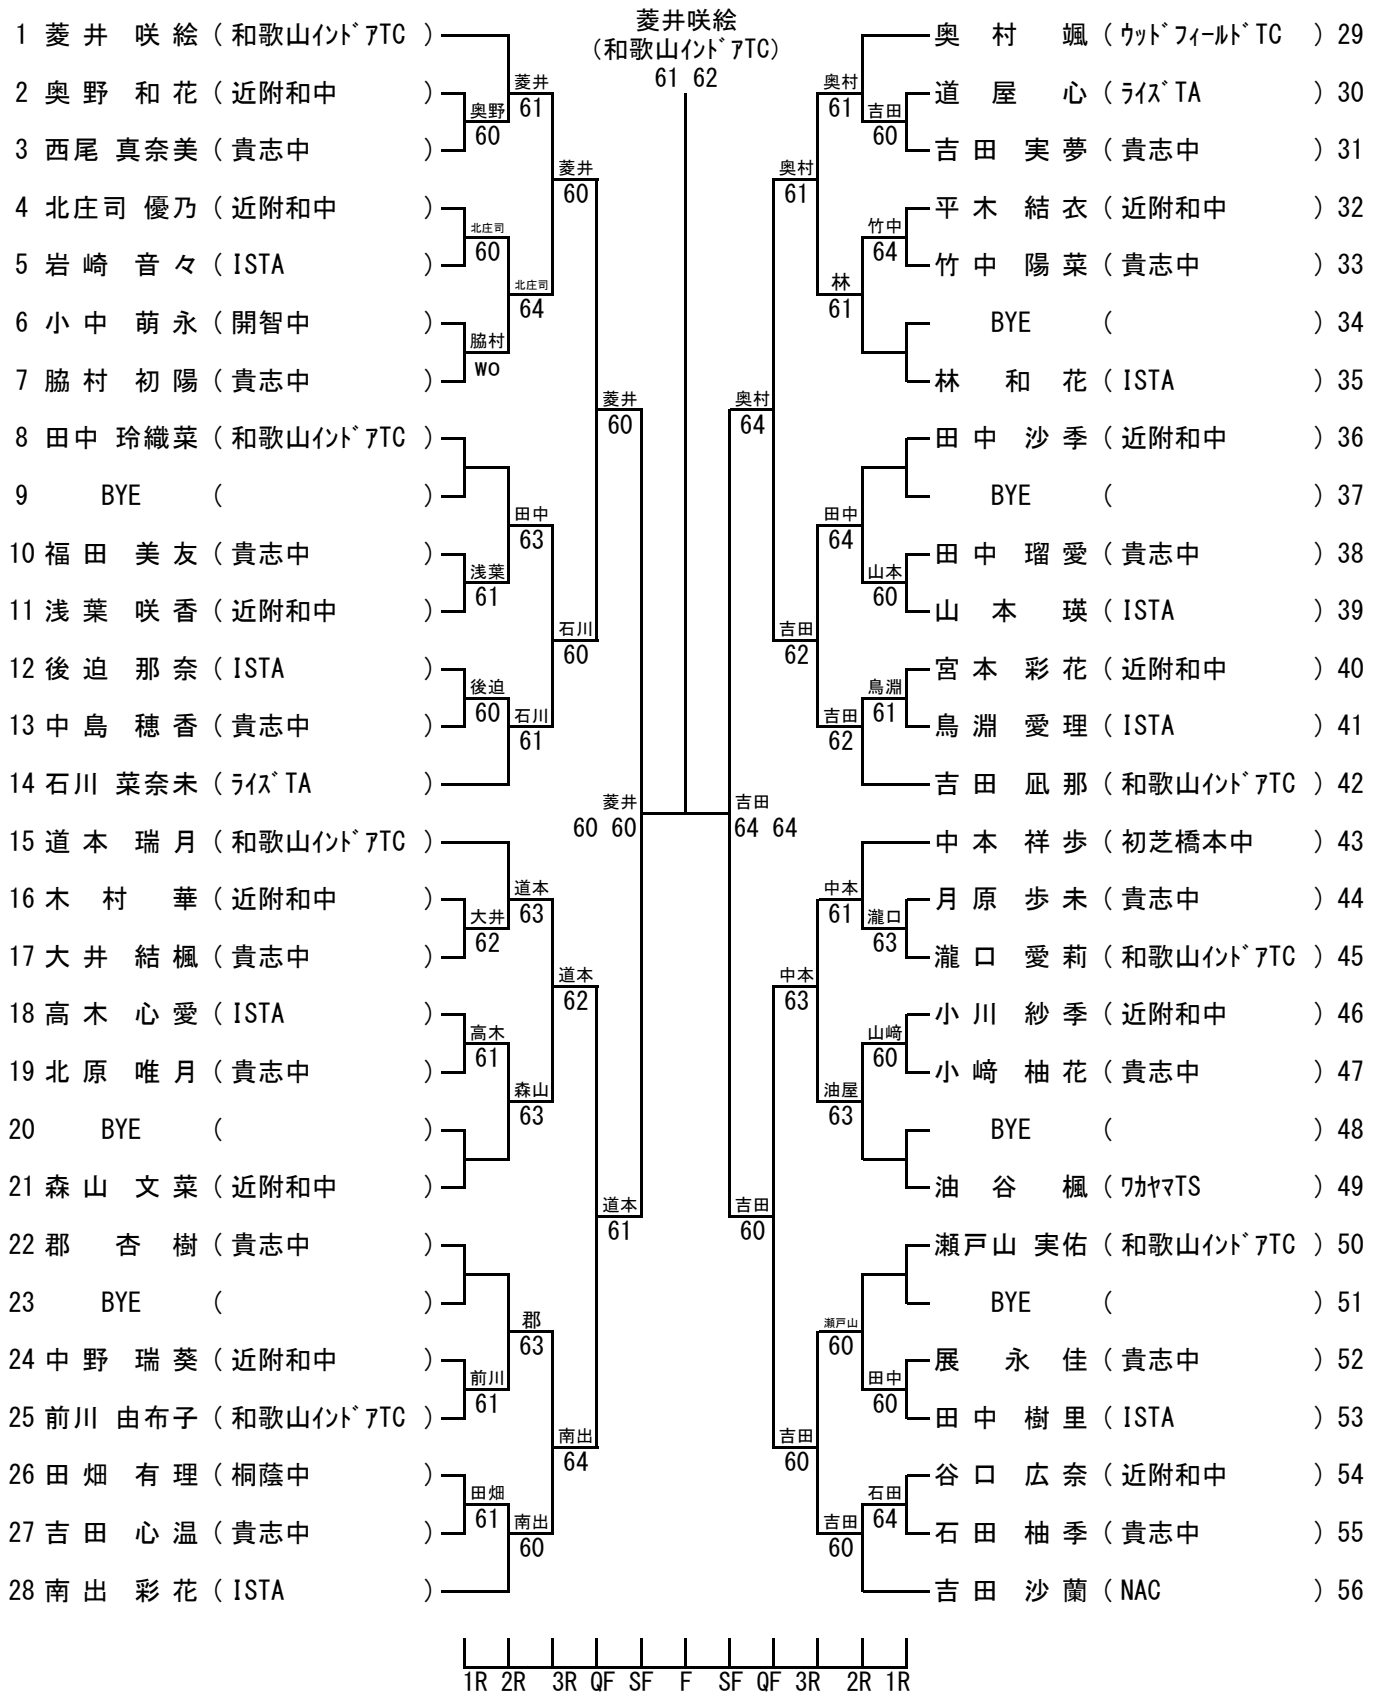 菱井咲絵
(和歌山インドアTC)
61 62
1 菱井 咲絵 ( 和歌山インドアTC )
2 奥野 和花 ( 近附和中 )
3 西尾 真奈美 ( 貴志中 )
4 北庄司 優乃 ( 近附和中 )
5 岩崎 音々 ( ISTA )
6 小中 萌永 ( 開智中 )
7 脇村 初陽 ( 貴志中 )
8 田中 玲織菜 ( 和歌山インドアTC )
9 BYE ( )
10 福田 美友 ( 貴志中 )
11 浅葉 咲香 ( 近附和中 )
12 後迫 那奈 ( ISTA )
13 中島 穂香 ( 貴志中 )
14 石川 菜奈未 ( ライズTA )
15 道本 瑞月 ( 和歌山インドアTC )
16 木村 華 ( 近附和中 )
17 大井 結楓 ( 貴志中 )
18 高木 心愛 ( ISTA )
19 北原 唯月 ( 貴志中 )
20 BYE ( )
21 森山 文菜 ( 近附和中 )
22 郡 杏樹 ( 貴志中 )
23 BYE ( )
24 中野 瑞葵 ( 近附和中 )
25 前川 由布子 ( 和歌山インドアTC )
26 田畑 有理 ( 桐蔭中 )
27 吉田 心温 ( 貴志中 )
28 南出 彩花 ( ISTA )
奥野
60
北庄司
60
脇村
wo
浅葉
61
後迫
60
大井
62
高木
61
前川
61
田畑
61
菱井
61
北庄司
64
田中
63
石川
61
道本
63
森山
63
郡
63
南出
60
菱井
60
石川
60
道本
62
南出
64
菱井
60
道本
61
菱井
60 60
吉田
64 64
奥村
64
吉田
60
奥村
61
吉田
62
中本
63
吉田
60
奥村
61
林
61
田中
64
吉田
62
中本
61
油屋
63
瀬戸山
60
吉田
60
吉田
60
竹中
64
山本
60
鳥淵
61
瀧口
63
山﨑
60
田中
60
石田
64
奥村 颯 ( ウッドフィールドTC ) 29
道屋 心 ( ライズTA ) 30
吉田 実夢 ( 貴志中 ) 31
平木 結衣 ( 近附和中 ) 32
竹中 陽菜 ( 貴志中 ) 33
BYE ( ) 34
林 和花 ( ISTA ) 35
田中 沙季 ( 近附和中 ) 36
BYE ( ) 37
田中 瑠愛 ( 貴志中 ) 38
山本 瑛 ( ISTA ) 39
宮本 彩花 ( 近附和中 ) 40
鳥淵 愛理 ( ISTA ) 41
吉田 凪那 ( 和歌山インドアTC ) 42
中本 祥歩 ( 初芝橋本中 ) 43
月原 歩未 ( 貴志中 ) 44
瀧口 愛莉 ( 和歌山インドアTC ) 45
小川 紗季 ( 近附和中 ) 46
小﨑 柚花 ( 貴志中 ) 47
BYE ( ) 48
油谷 楓 ( ワカヤマTS ) 49
瀬戸山 実佑 ( 和歌山インドアTC ) 50
BYE ( ) 51
展 永佳 ( 貴志中 ) 52
田中 樹里 ( ISTA ) 53
谷口 広奈 ( 近附和中 ) 54
石田 柚季 ( 貴志中 ) 55
吉田 沙蘭 ( NAC ) 56
1R 2R 3R QF SF F SF QF 3R 2R 1R